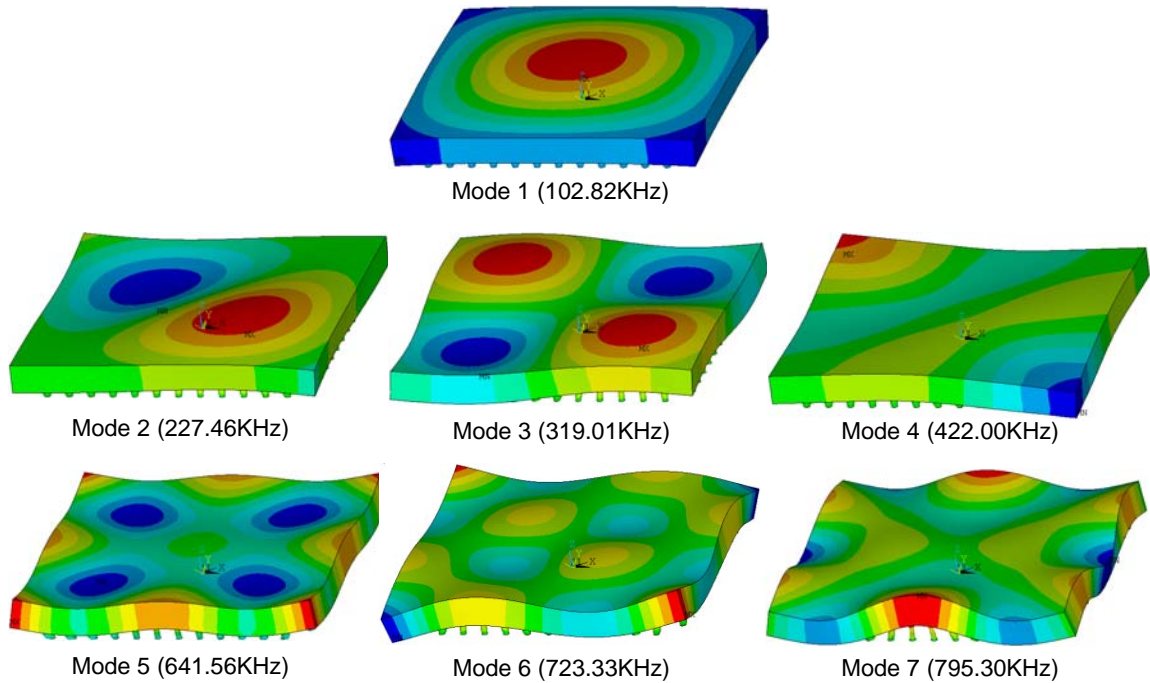 Mode 1 (102.82KHz)
Mode 2 (227.46KHz)
Mode 3 (319.01KHz)
Mode 4 (422.00KHz)
Mode 5 (641.56KHz)
Mode 6 (723.33KHz)
Mode 7 (795.30KHz)